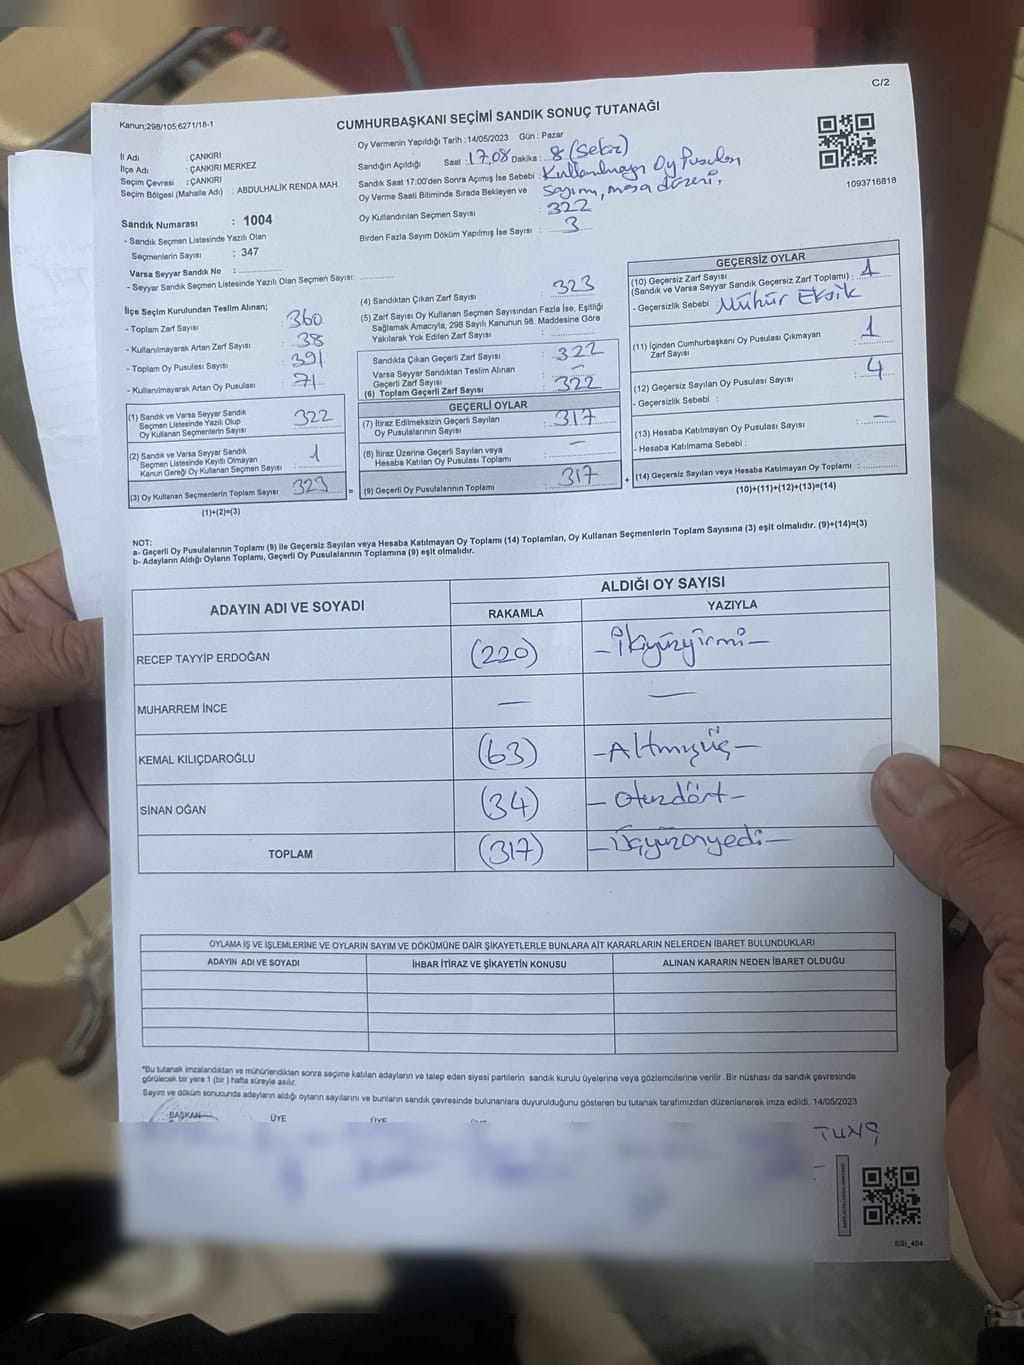 C/2
Kanun:298/105,6271/18-1
CUMHURBAŞKANI SEÇİMİ SANDIK SONUÇ TUTANAĞI
İl Adı : ÇANKIRI
İlçe Adı : ÇANKIRI MERKEZ
Seçim Çevresi : ÇANKIRI
Seçim Bölgesi (Mahalle Adı) : ABDULHALİK RENDA MAH.
Oy Vermenin Yapıldığı Tarih :14/05/2023 Gün : Pazar
Sandığın Açıldığı Saat : 17,08 Dakika : 8 (sekiz)
Sandık Saat 17:00'den Sonra Açımış İse Sebebi : Kullanılmayan Oy Pusulası
Oy Verme Saati Bitiminde Sırada Bekleyen ve sayımı, masa düzeni,
Oy Kullandırılan Seçmen Sayısı : 322
Birden Fazla Sayım Döküm Yapılmış İse Sayısı : 3
1093716818
Sandık Numarası : 1004
- Sandık Seçmen Listesinde Yazılı Olan
Seçmenlerin Sayısı : 347
Varsa Seyyar Sandık No :
- Seyyar Sandık Seçmen Listesinde Yazılı Olan Seçmen Sayısı:
İlçe Seçim Kurulundan Teslim Alınan;
- Toplam Zarf Sayısı : 360
- Kullanılmayarak Artan Zarf Sayısı : 38
- Toplam Oy Pusulası Sayısı : 391
- Kullanılmayarak Artan Oy Pusulası : 71
(1) Sandık ve Varsa Seyyar Sandık
Seçmen Listesinde Yazılı Olup
Oy Kullanan Seçmenlerin Sayısı : 322
(2) Sandık ve Varsa Seyyar Sandık
Seçmen Listesinde Kayıtlı Olmayan
Kanun Gereği Oy Kullanan Seçmen Sayısı : 1
(3) Oy Kullanan Seçmenlerin Toplam Sayısı : 323 =
(1)+(2)=(3)
(4) Sandıktan Çıkan Zarf Sayısı : 323
(5) Zarf Sayısı Oy Kullanan Seçmen Sayısından Fazla İse, Eşitliği
Sağlamak Amacıyla, 298 Sayılı Kanunun 98. Maddesine Göre
Yakılarak Yok Edilen Zarf Sayısı :
Sandıkta Çıkan Geçerli Zarf Sayısı : 322
Varsa Seyyar Sandıktan Teslim Alınan
Geçerli Zarf Sayısı : —
(6) Toplam Geçerli Zarf Sayısı : 322
GEÇERLİ OYLAR
(7) İtiraz Edilmeksizin Geçerli Sayılan
Oy Pusulalarının Sayısı : 317
(8) İtiraz Üzerine Geçerli Sayılan veya
Hesaba Katılan Oy Pusulası Toplamı : —
(9) Geçerli Oy Pusulalarının Toplamı : 317 +
GEÇERSİZ OYLAR
(10) Geçersiz Zarf Sayısı
(Sandık ve Varsa Seyyar Sandık Geçersiz Zarf Toplamı) : 1
- Geçersizlik Sebebi : Mühür Eksik
(11) İçinden Cumhurbaşkanı Oy Pusulası Çıkmayan
Zarf Sayısı : 1
(12) Geçersiz Sayılan Oy Pusulası Sayısı : 4
- Geçersizlik Sebebi :
(13) Hesaba Katılmayan Oy Pusulası Sayısı : —
- Hesaba Katılmama Sebebi :
(14) Geçersiz Sayılan veya Hesaba Katılmayan Oy Toplamı :
(10)+(11)+(12)+(13)=(14)
NOT:
a- Geçerli Oy Pusulalarının Toplamı (9) ile Geçersiz Sayılan veya Hesaba Katılmayan Oy Toplamı (14) Toplamları, Oy Kullanan Seçmenlerin Toplam Sayısına (3) eşit olmalıdır. (9)+(14)=(3)
b- Adayların Aldığı Oyların Toplamı, Geçerli Oy Pusulalarının Toplamına (9) eşit olmalıdır.
ADAYIN ADI VE SOYADI
ALDIĞI OY SAYISI
RAKAMLA YAZIYLA
RECEP TAYYİP ERDOĞAN (220) — İkiyüzyirmi —
MUHARREM İNCE — —
KEMAL KILIÇDAROĞLU (63) — Altmışüç —
SİNAN OĞAN (34) — Otuzdört —
TOPLAM (317) — Üçyüzonyedi —
OYLAMA İŞ VE İŞLEMLERİNE VE OYLARIN SAYIM VE DÖKÜMÜNE DAİR ŞİKAYETLERLE BUNLARA AİT KARARLARIN NELERDEN İBARET BULUNDUKLARI
ADAYIN ADI VE SOYADI İHBAR İTİRAZ VE ŞİKAYETİN KONUSU ALINAN KARARIN NEDEN İBARET OLDUĞU
*Bu tutanak imzalandıktan ve mühürlendikten sonra seçime katılan adayların ve talep eden siyasi partilerin sandık kurulu üyelerine veya gözlemcilerine verilir .Bir nüshası da sandık çevresinde
görülecek bir yere 1 (bir ) hafta süreyle asılır.
Sayım ve döküm sonucunda adayların aldığı oyların sayılarını ve bunların sandık çevresinde bulunanlara duyurulduğunu gösteren bu tutanak tarafımızdan düzenlenerek imza edildi. 14/05/2023
BAŞKAN ÜYE ÜYE
TUNÇ
SSI_404